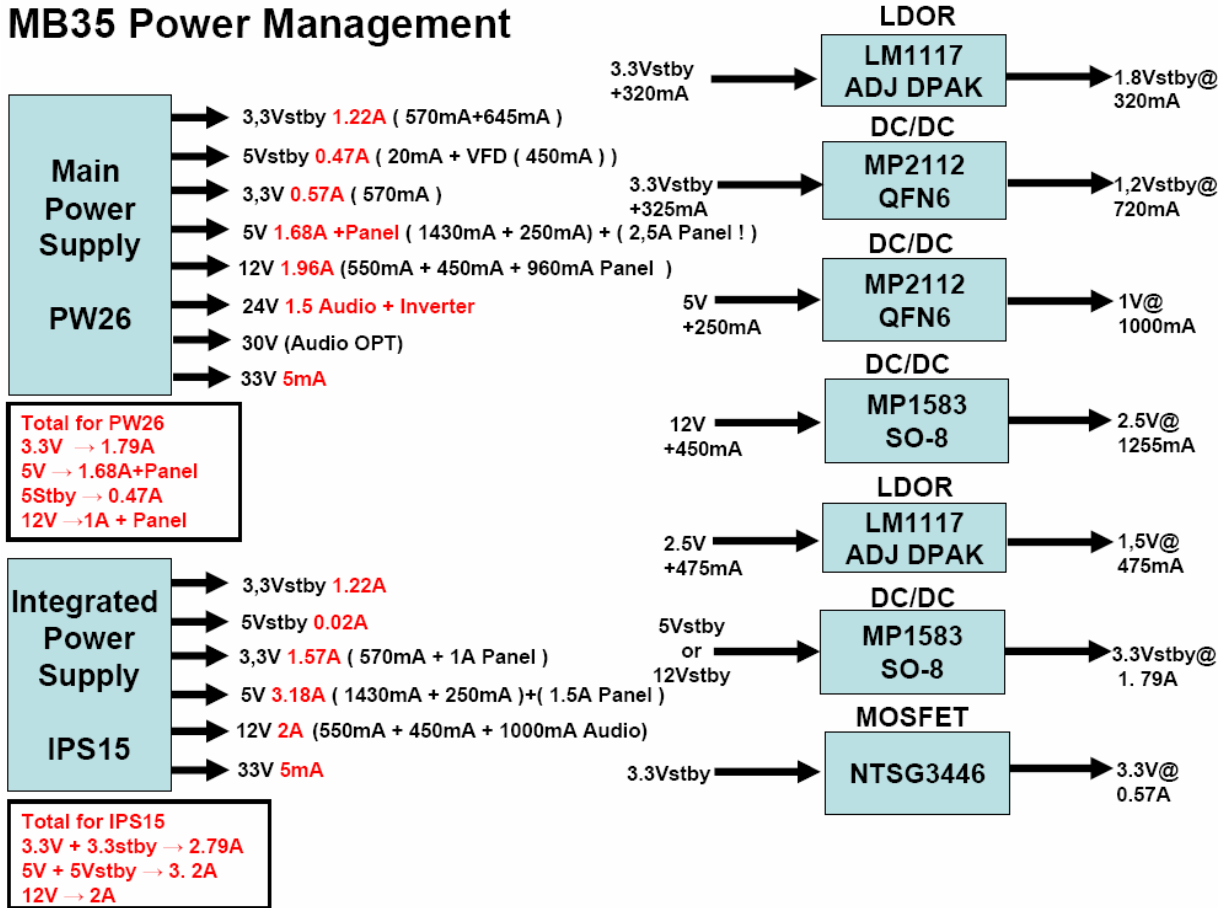 MB35 Power Management
Main
Power
Supply
PW26
3,3Vstby 1.22A ( 570mA+645mA )
5Vstby 0.47A ( 20mA + VFD ( 450mA ) )
3,3V 0.57A ( 570mA )
5V 1.68A +Panel ( 1430mA + 250mA) + ( 2,5A Panel ! )
12V 1.96A (550mA + 450mA + 960mA Panel )
24V 1.5 Audio + Inverter
30V (Audio OPT)
33V 5mA
Total for PW26
3.3V → 1.79A
5V → 1.68A+Panel
5Stby → 0.47A
12V →1A + Panel
Integrated
Power
Supply
IPS15
3,3Vstby 1.22A
5Vstby 0.02A
3,3V 1.57A ( 570mA + 1A Panel )
5V 3.18A ( 1430mA + 250mA )+( 1.5A Panel )
12V 2A (550mA + 450mA + 1000mA Audio)
33V 5mA
Total for IPS15
3.3V + 3.3stby → 2.79A
5V + 5Vstby → 3. 2A
12V → 2A
LDOR
3.3Vstby
+320mA
LM1117
ADJ DPAK
1.8Vstby@
320mA
DC/DC
3.3Vstby
+325mA
MP2112
QFN6
1,2Vstby@
720mA
DC/DC
5V
+250mA
MP2112
QFN6
1V@
1000mA
DC/DC
12V
+450mA
MP1583
SO-8
2.5V@
1255mA
LDOR
2.5V
+475mA
LM1117
ADJ DPAK
1,5V@
475mA
DC/DC
5Vstby
or
12Vstby
MP1583
SO-8
3.3Vstby@
1. 79A
MOSFET
3.3Vstby
NTSG3446
3.3V@
0.57A